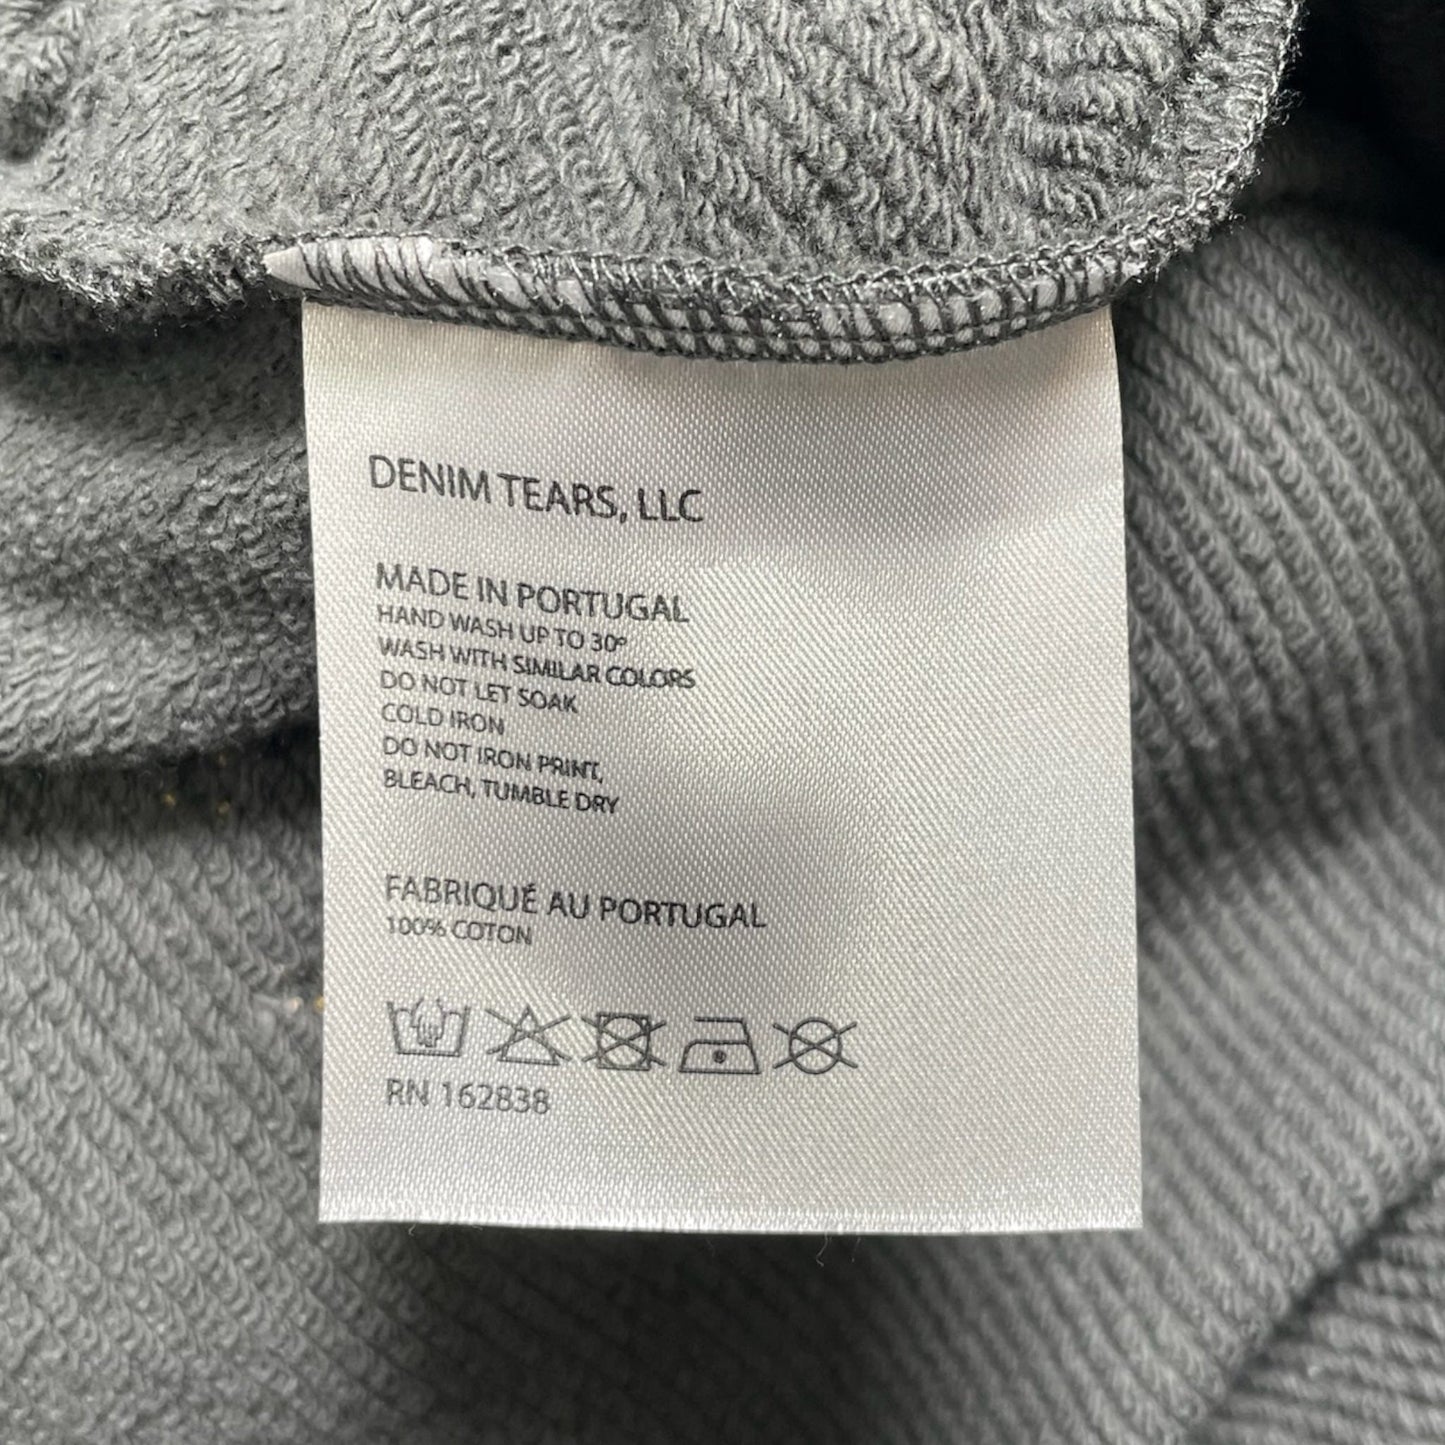 DENIM TEARS, LLC
MADE IN PORTUGAL
HAND WASH UP TO 30º
WASH WITH SIMILAR COLORS
DO NOT LET SOAK
COLD IRON
DO NOT IRON PRINT,
BLEACH, TUMBLE DRY
FABRIQUÉ AU PORTUGAL
100% COTON
RN 162838